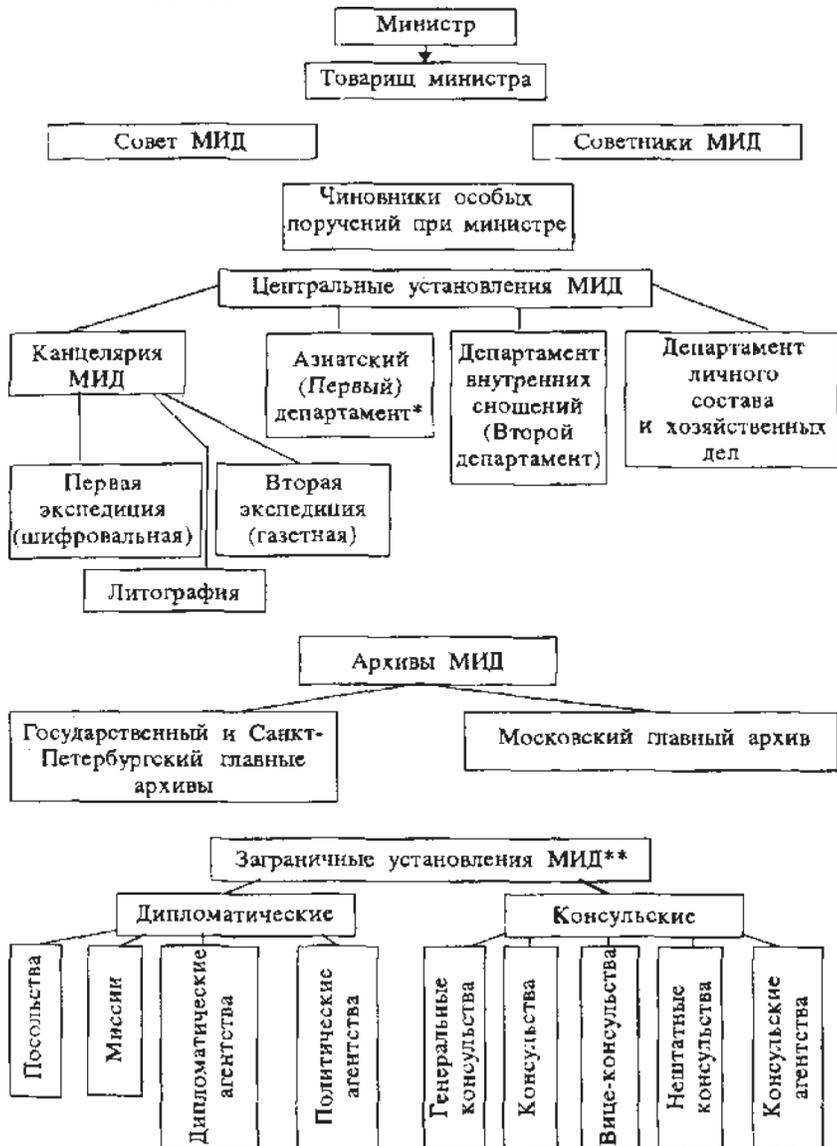 Министр
Товарищ министра
Совет МИД
Советники МИД
Чиновники особых
поручений при министре
Центральные установления МИД
Канцелярия
МИД
Азиатский
(Первый)
департамент*
Департамент
внутренних
сношений
(Второй
департамент)
Департамент
личного
состава
и хозяйственных
дел
Первая
экспедиция
(шифровальная)
Вторая
экспедиция
(газетная)
Литография
Архивы МИД
Государственный и Санкт-
Петербургский главные
архивы
Московский главный архив
Заграничные установления МИД**
Дипломатические
Консульские
Посольства
Миссии
Дипломатические
агентства
Политические
агентства
Генеральные
консульства
Консульства
Вице-консульства
Нештатные
консульства
Консульские
агентства